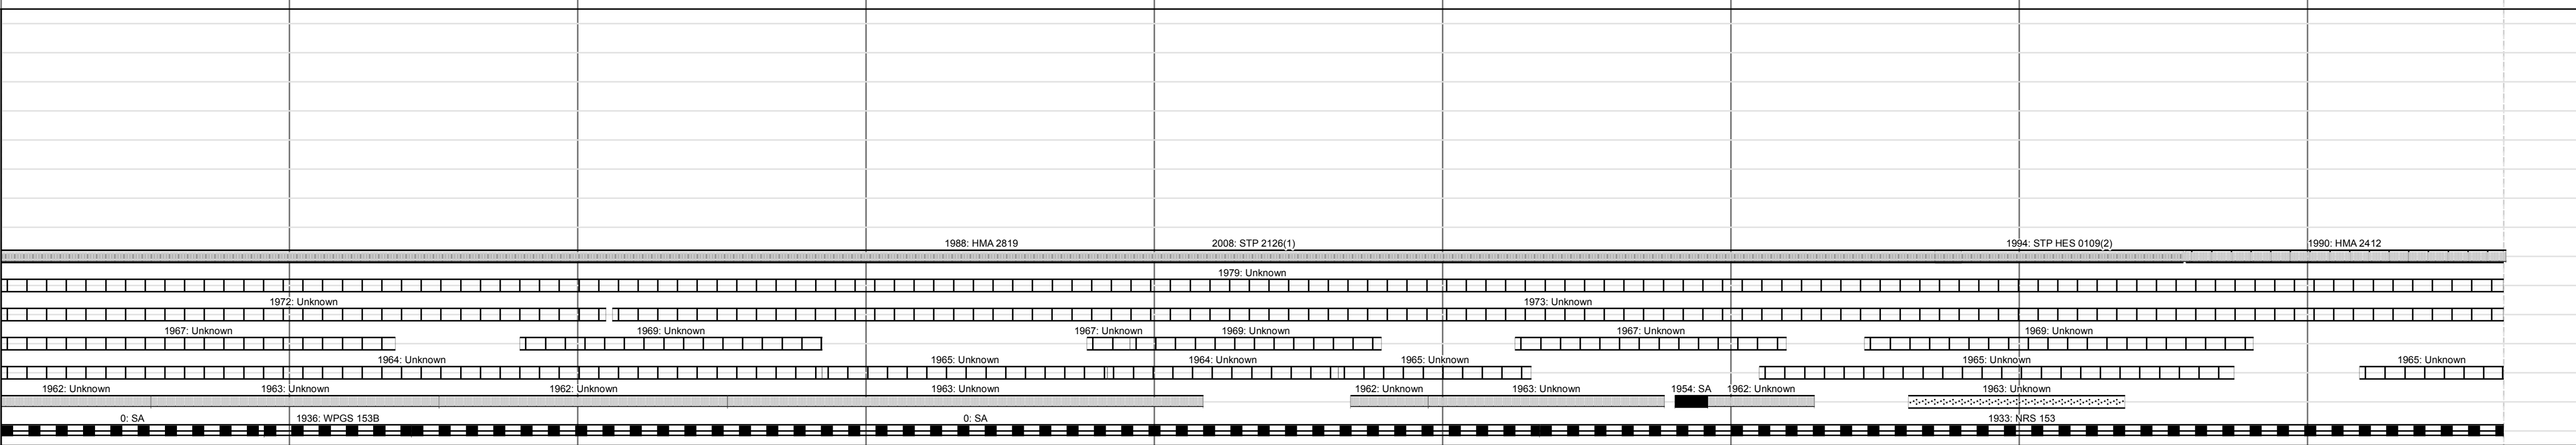 1988: HMA 2819 2008: STP 2126(1) 1994: STP HES 0109(2) 1990: HMA 2412
1979: Unknown
1972: Unknown 1973: Unknown
1967: Unknown 1969: Unknown 1967: Unknown 1969: Unknown 1967: Unknown 1969: Unknown
1964: Unknown 1965: Unknown 1964: Unknown 1965: Unknown 1965: Unknown 1965: Unknown
1962: Unknown 1963: Unknown 1962: Unknown 1963: Unknown 1962: Unknown 1963: Unknown 1954: SA 1962: Unknown 1963: Unknown
0: SA 1936: WPGS 153B 0: SA 1933: NRS 153